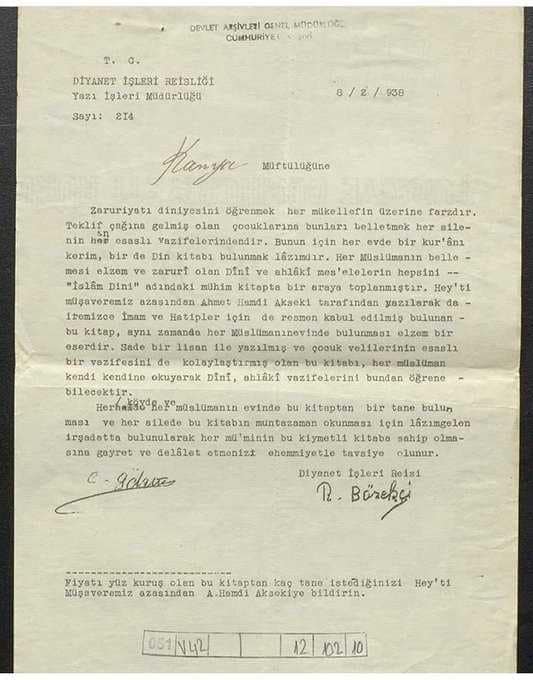 DEVLET ARŞİVLERİ GENEL MÜDÜRLÜĞÜ
CUMHURİYET
T. C.
DİYANET İŞLERİ REİSLİĞİ
Yazı İşleri Müdürlüğü
Sayı: 214
8 / 2 / 938
Konya Müftülüğüne
Zaruriyatı diniyesini öğrenmek her mükellefin üzerine farzdır.
Teklif çağına gelmiş olan çocuklarına bunları belletmek her aile-
nin en esaslı Vazifelerindendir. Bunun için her evde bir kur'ânı
kerim, bir de Din kitabı bulunmak lâzımdır. Her Müslümanın belle -
mesi elzem ve zarurî olan Dînî ve ahlâkî mes'elelerin hepsini --
"İslâm Dini" adındaki mühim kitapta bir araya toplanmıştır. Hey'ti
müşaveremiz azasından Ahmet Hamdi Akseki tarafından yazılarak da -
iremizce İmam ve Hatipler için de resmen kabul edilmiş bulunan -
bu kitap, aynı zamanda her Müslümanınevinde bulunması elzem bir
eserdir. Sade bir lisan ile yazılmış ve çocuk velilerinin esaslı
bir vazifesini de kolaylaştırmış olan bu kitabı, her müslüman
kendi kendine okuyarak Dînî, ahlâkî vazifelerini bundan öğrene -
bilecektir.
Her köyde ve her müslümanın evinde bu kitaptan bir tane bulun
ması ve her ailede bu kitabın muntazaman okunması için lâzımgelen
irşadatta bulunularak her mü'minin bu kiymetli kitaba sahip olma-
sına gayret ve delâlet etmenizi ehemmiyetle tavsiye olunur.
Diyanet İşleri Reisi
R. Börekçi
Fiyatı yüz kuruş olan bu kitaptan kaç tane istediğinizi Hey'ti
Müşaveremiz azasından A.Hamdi Aksekiye bildirin.
051 V42 12 102 10